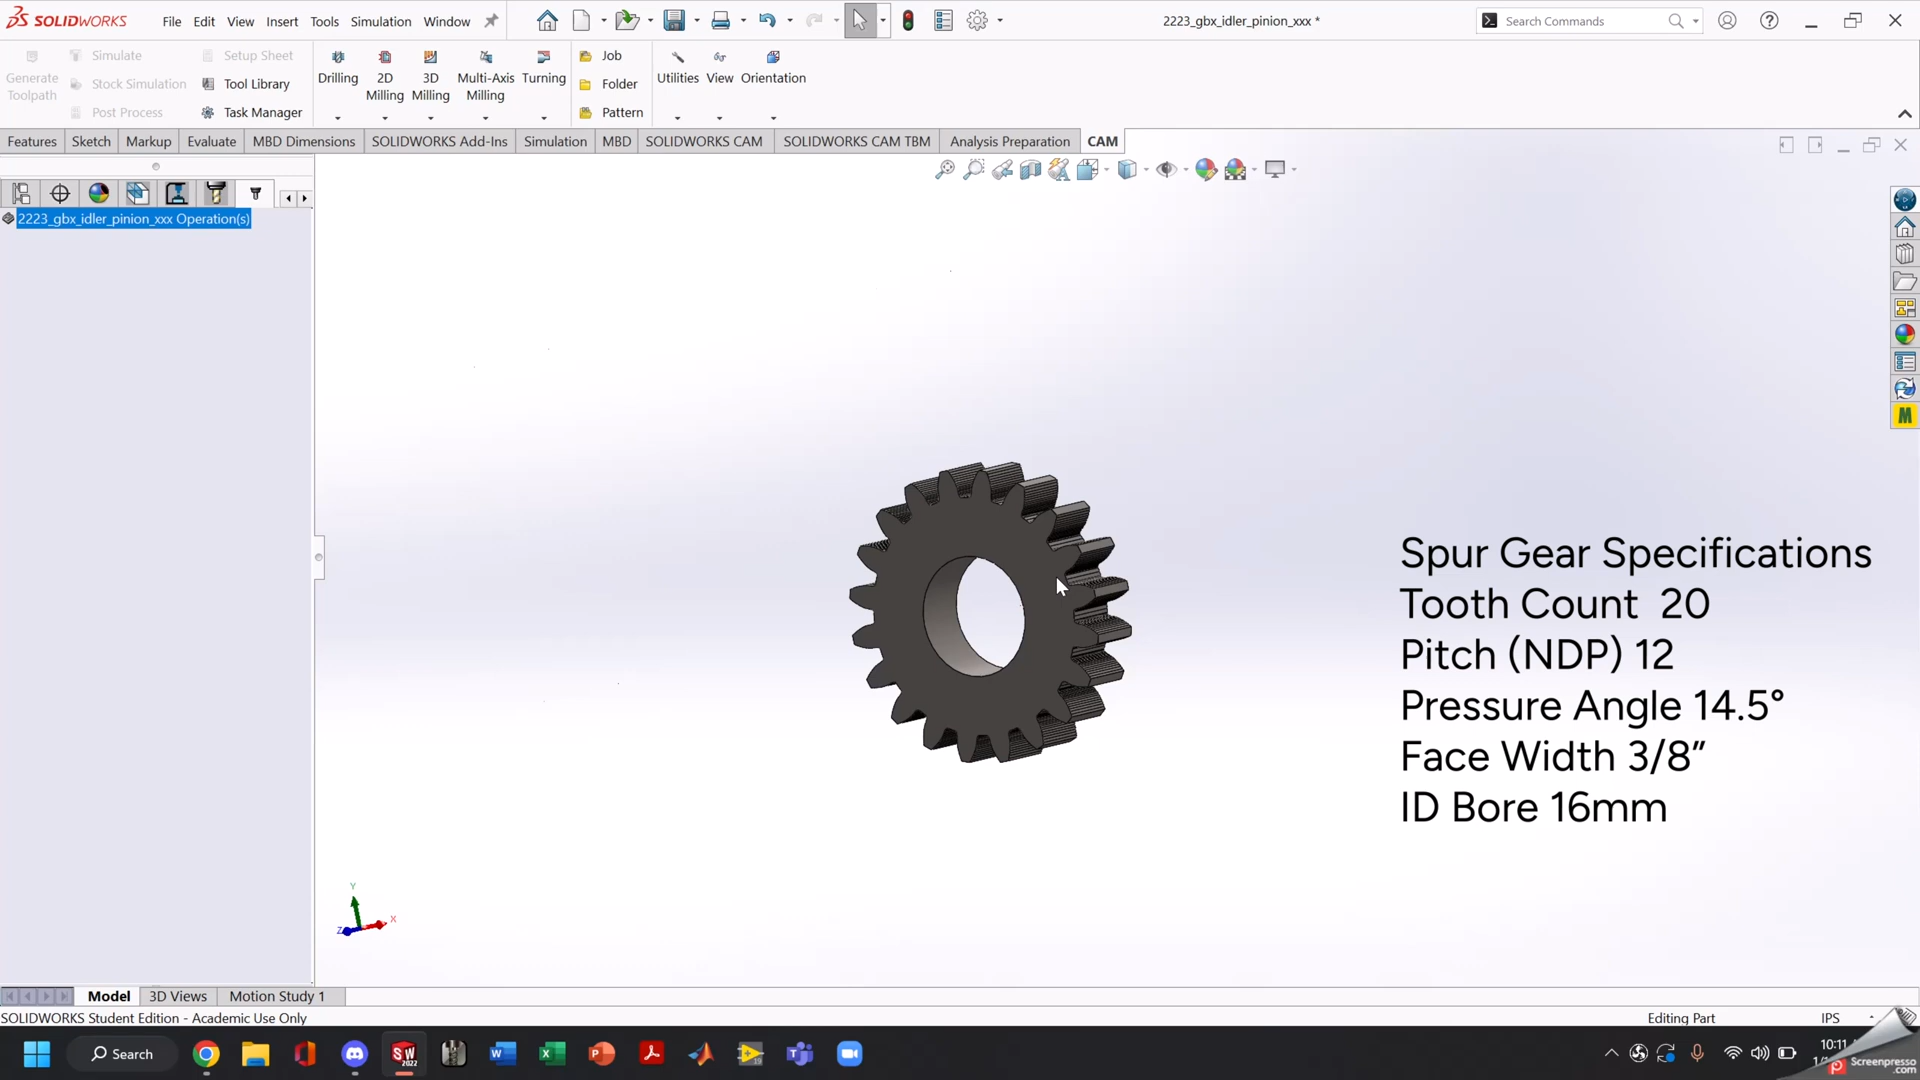 SOLIDWORKS File Edit View Insert Tools Simulation Window 2223_gbx_idler_pinion_xxx * Search Commands
Generate Toolpath
Simulate
Stock Simulation
Post Process
Setup Sheet
Tool Library
Task Manager
Drilling
2D Milling
3D Milling
Multi-Axis Milling
Turning
Job
Folder
Pattern
Utilities
View
Orientation
Features Sketch Markup Evaluate MBD Dimensions SOLIDWORKS Add-Ins Simulation MBD SOLIDWORKS CAM SOLIDWORKS CAM TBM Analysis Preparation CAM
2223_gbx_idler_pinion_xxx Operation(s)
M
Spur Gear Specifications
Tooth Count 20
Pitch (NDP) 12
Pressure Angle 14.5°
Face Width 3/8”
ID Bore 16mm
Y
X
Z
Model 3D Views Motion Study 1
SOLIDWORKS Student Edition - Academic Use Only Editing Part IPS
Search
SW 2022
10:11
Screenpresso.com